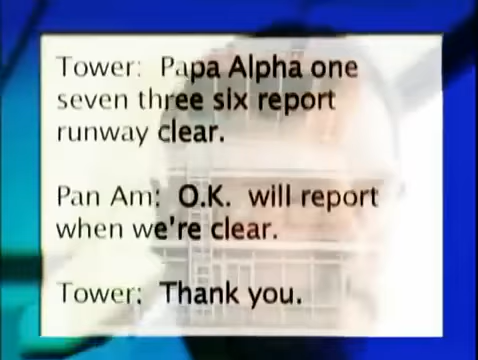 Tower: Papa Alpha one
seven three six report
runway clear.
Pan Am: O.K. will report
when we're clear.
Tower: Thank you.